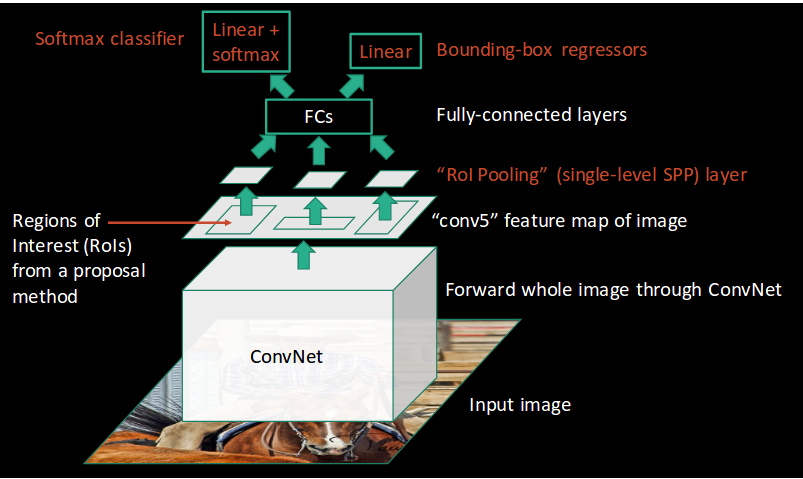 Softmax classifier
Linear +
softmax
Linear
Bounding-box regressors
FCs
Fully-connected layers
“RoI Pooling” (single-level SPP) layer
Regions of
Interest (RoIs)
from a proposal
method
“conv5” feature map of image
Forward whole image through ConvNet
ConvNet
Input image